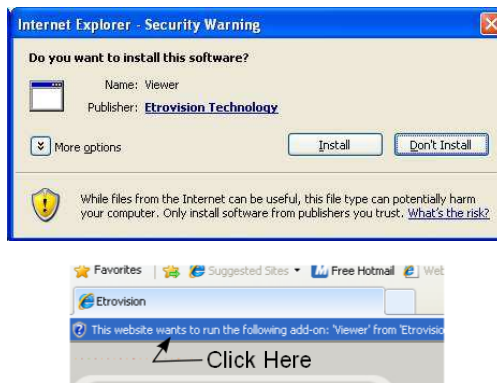 Internet Explorer - Security Warning
Do you want to install this software?
Name: Viewer
Publisher: Etrovision Technology
More options
Install
Don't Install
While files from the Internet can be useful, this file type can potentially harm
your computer. Only install software from publishers you trust. What's the risk?
Favorites
Suggested Sites
Free Hotmail
Web
Etrovision
This website wants to run the following add-on: 'Viewer' from 'Etrovisio
Click Here